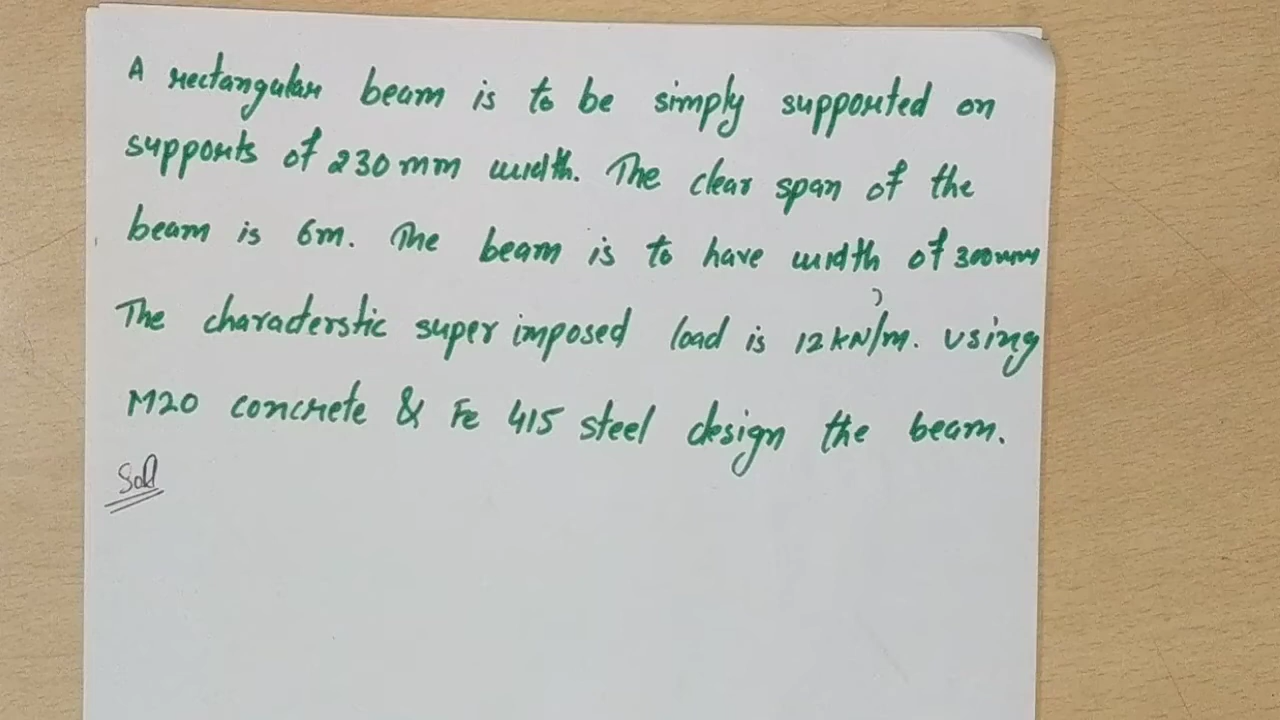 A rectangular beam is to be simply supported on
supports of 230 mm width. The clear span of the
beam is 6m. The beam is to have width of 300mm
The characterstic super imposed load is 12 kN/m. Using
M20 concrete & Fe 415 steel design the beam.
Sol